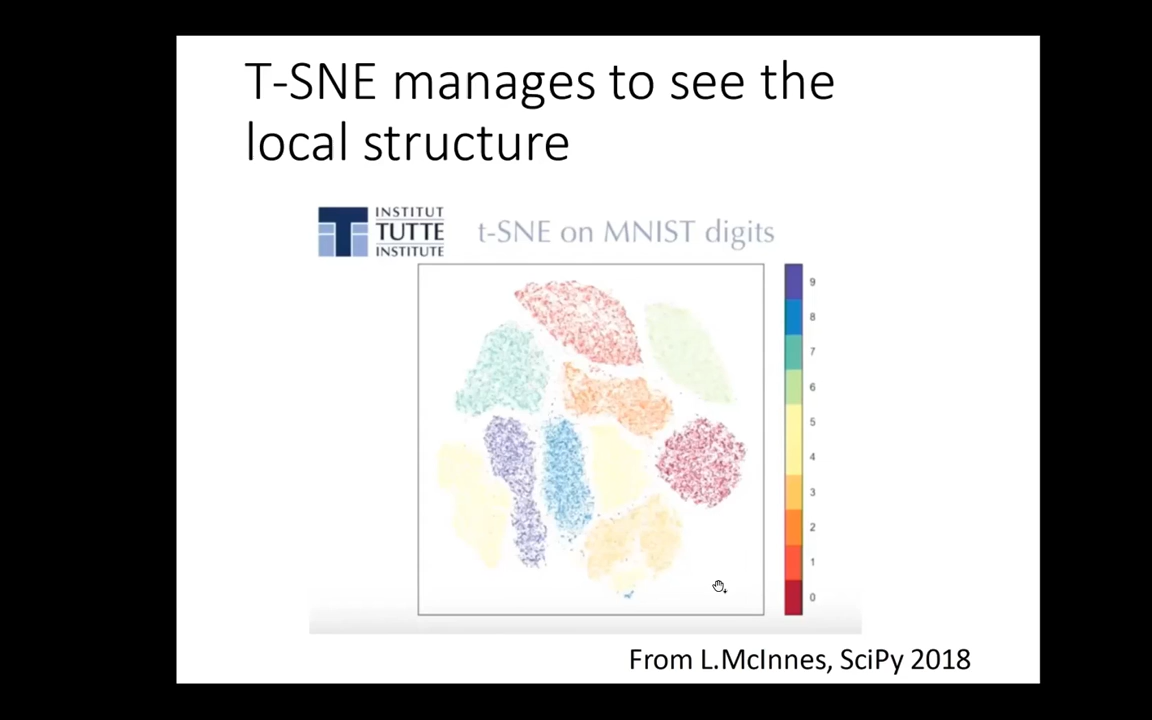 T-SNE manages to see the
local structure
INSTITUT
TUTTE
INSTITUTE
t-SNE on MNIST digits
9
8
7
6
5
4
3
2
1
0
From L.McInnes, SciPy 2018